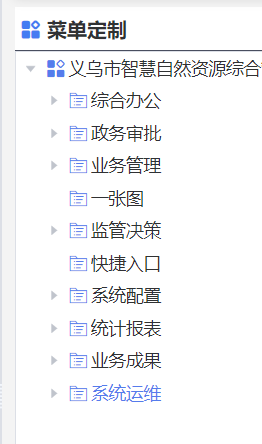 菜单定制
义乌市智慧自然资源综合
综合办公
政务审批
业务管理
一张图
监管决策
快捷入口
系统配置
统计报表
业务成果
系统运维